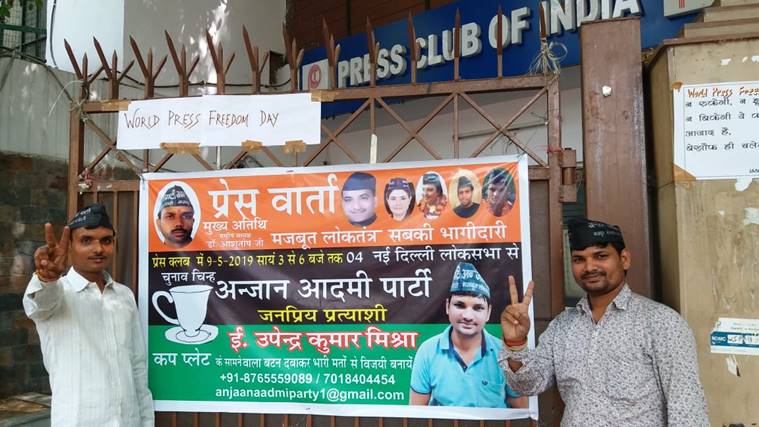 PRESS CLUB OF INDIA
WORLD PRESS FREEDOM DAY
World Press
आजाद है.
प्रेस वार्ता
मुख्य अतिथि
डॉ. आशुतोष जी
मजबूत लोकतंत्र सबकी भागीदारी
प्रेस क्लब में 9-5-2019 सायं 3 से 6 बजे तक 04 नई दिल्ली लोकसभा से
चुनाव चिन्ह
अन्जान आदमी पार्टी
जनप्रिय प्रत्याशी
ई. उपेन्द्र कुमार मिश्रा
कप प्लेट
के सामने वाला बटन दबाकर भारी मतों से विजयी बनायें
+91-8765559089 / 7018404454
anjaanaadmiparty1@gmail.com